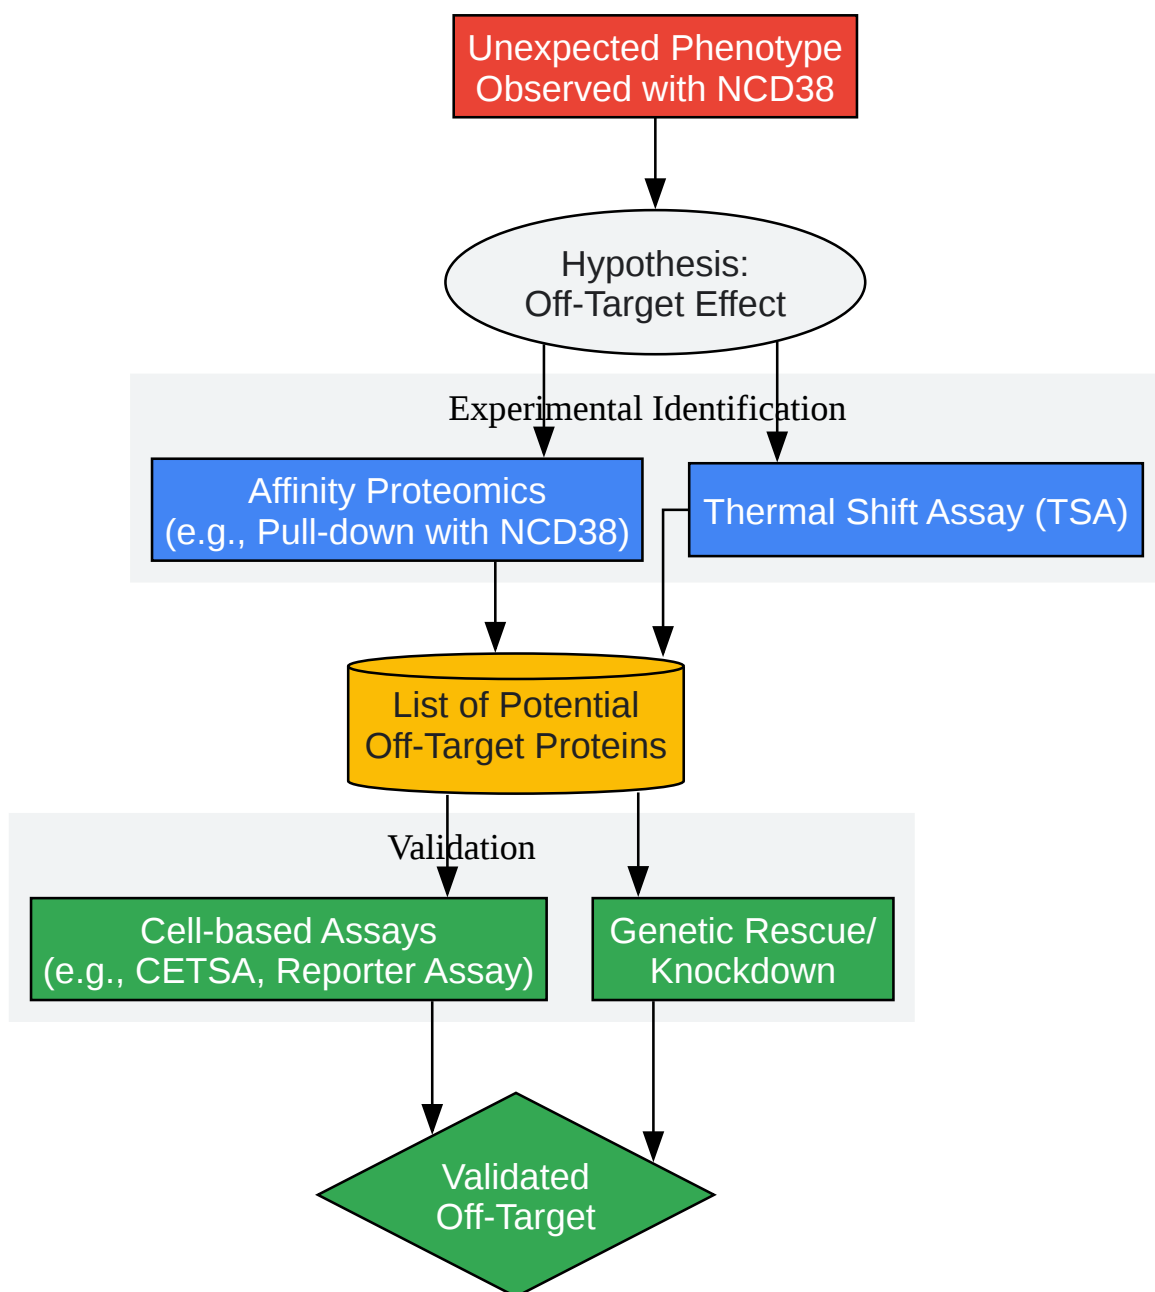 Unexpected Phenotype
Observed with NCD38
Hypothesis:
Off-Target Effect
Experimental Identification
Affinity Proteomics
(e.g., Pull-down with NCD38)
Thermal Shift Assay (TSA)
List of Potential
Off-Target Proteins
Validation
Cell-based Assays
(e.g., CETSA, Reporter Assay)
Genetic Rescue/
Knockdown
Validated
Off-Target